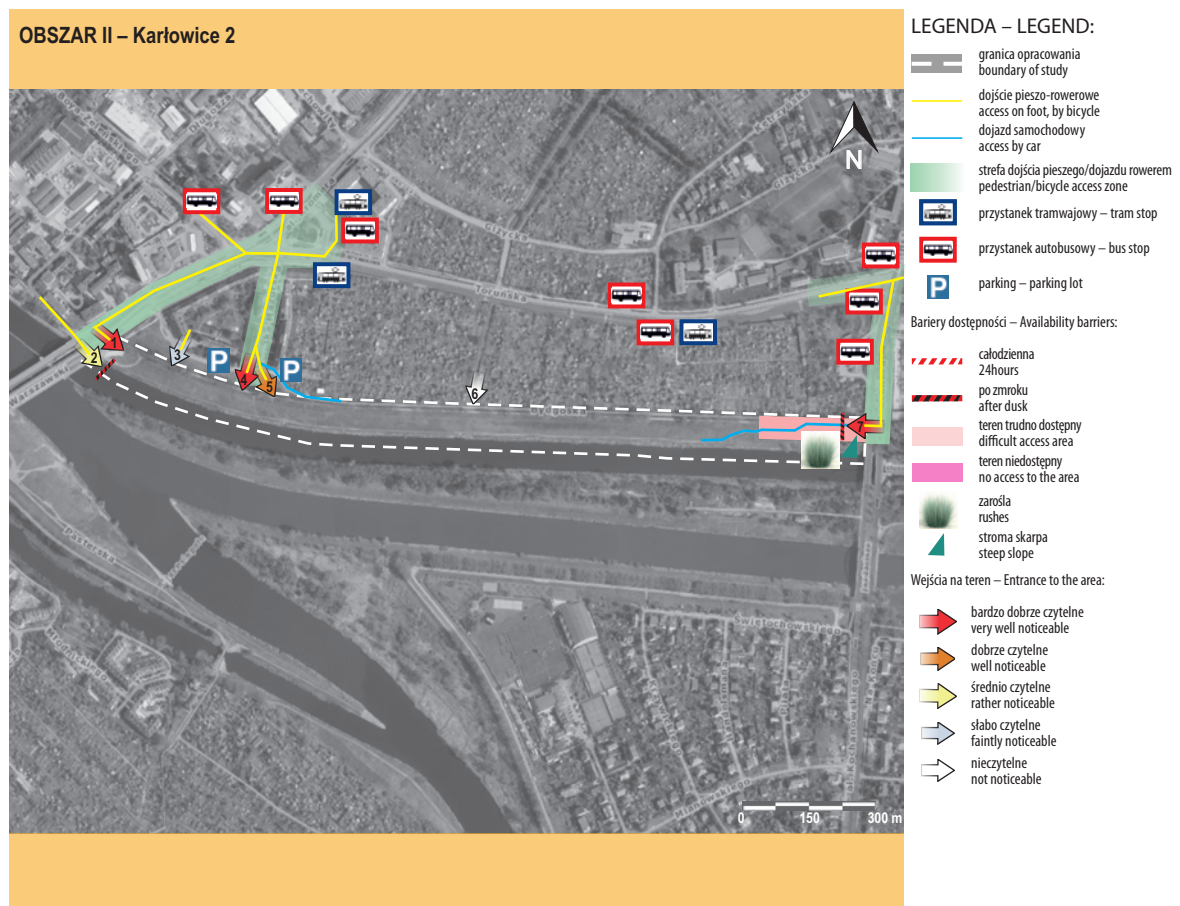 OBSZAR II – Karłowice 2
N
Toruńska
Warszawski
1
2
3
P
4
P
5
6
7
Pasterska
Świętochowskiego
0
150
300 m
LEGENDA – LEGEND:
granica opracowania
boundary of study
dojście pieszo-rowerowe
access on foot, by bicycle
dojazd samochodowy
access by car
strefa dojścia pieszego/dojazdu rowerem
pedestrian/bicycle access zone
przystanek tramwajowy – tram stop
przystanek autobusowy – bus stop
P
parking – parking lot
Bariery dostępności – Availability barriers:
całodzienna
24hours
po zmroku
after dusk
teren trudno dostępny
difficult access area
teren niedostępny
no access to the area
zarośla
rushes
stroma skarpa
steep slope
Wejścia na teren – Entrance to the area:
bardzo dobrze czytelne
very well noticeable
dobrze czytelne
well noticeable
średnio czytelne
rather noticeable
słabo czytelne
faintly noticeable
nieczytelne
not noticeable